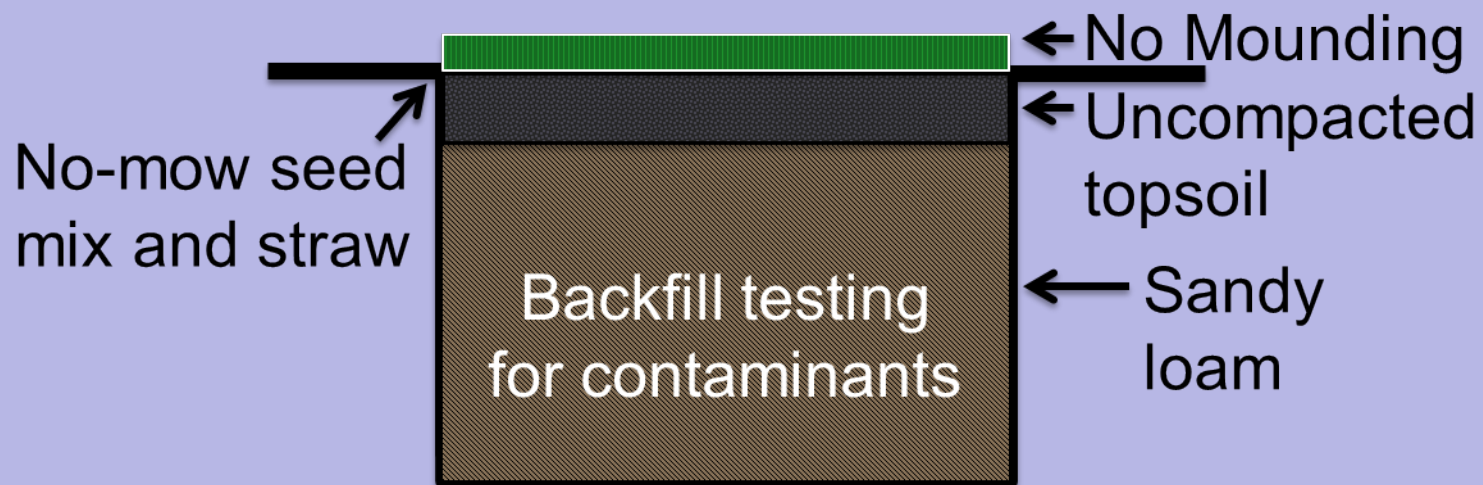 No Mounding
Uncompacted
topsoil
No-mow seed
mix and straw
Backfill testing
for contaminants
Sandy
loam